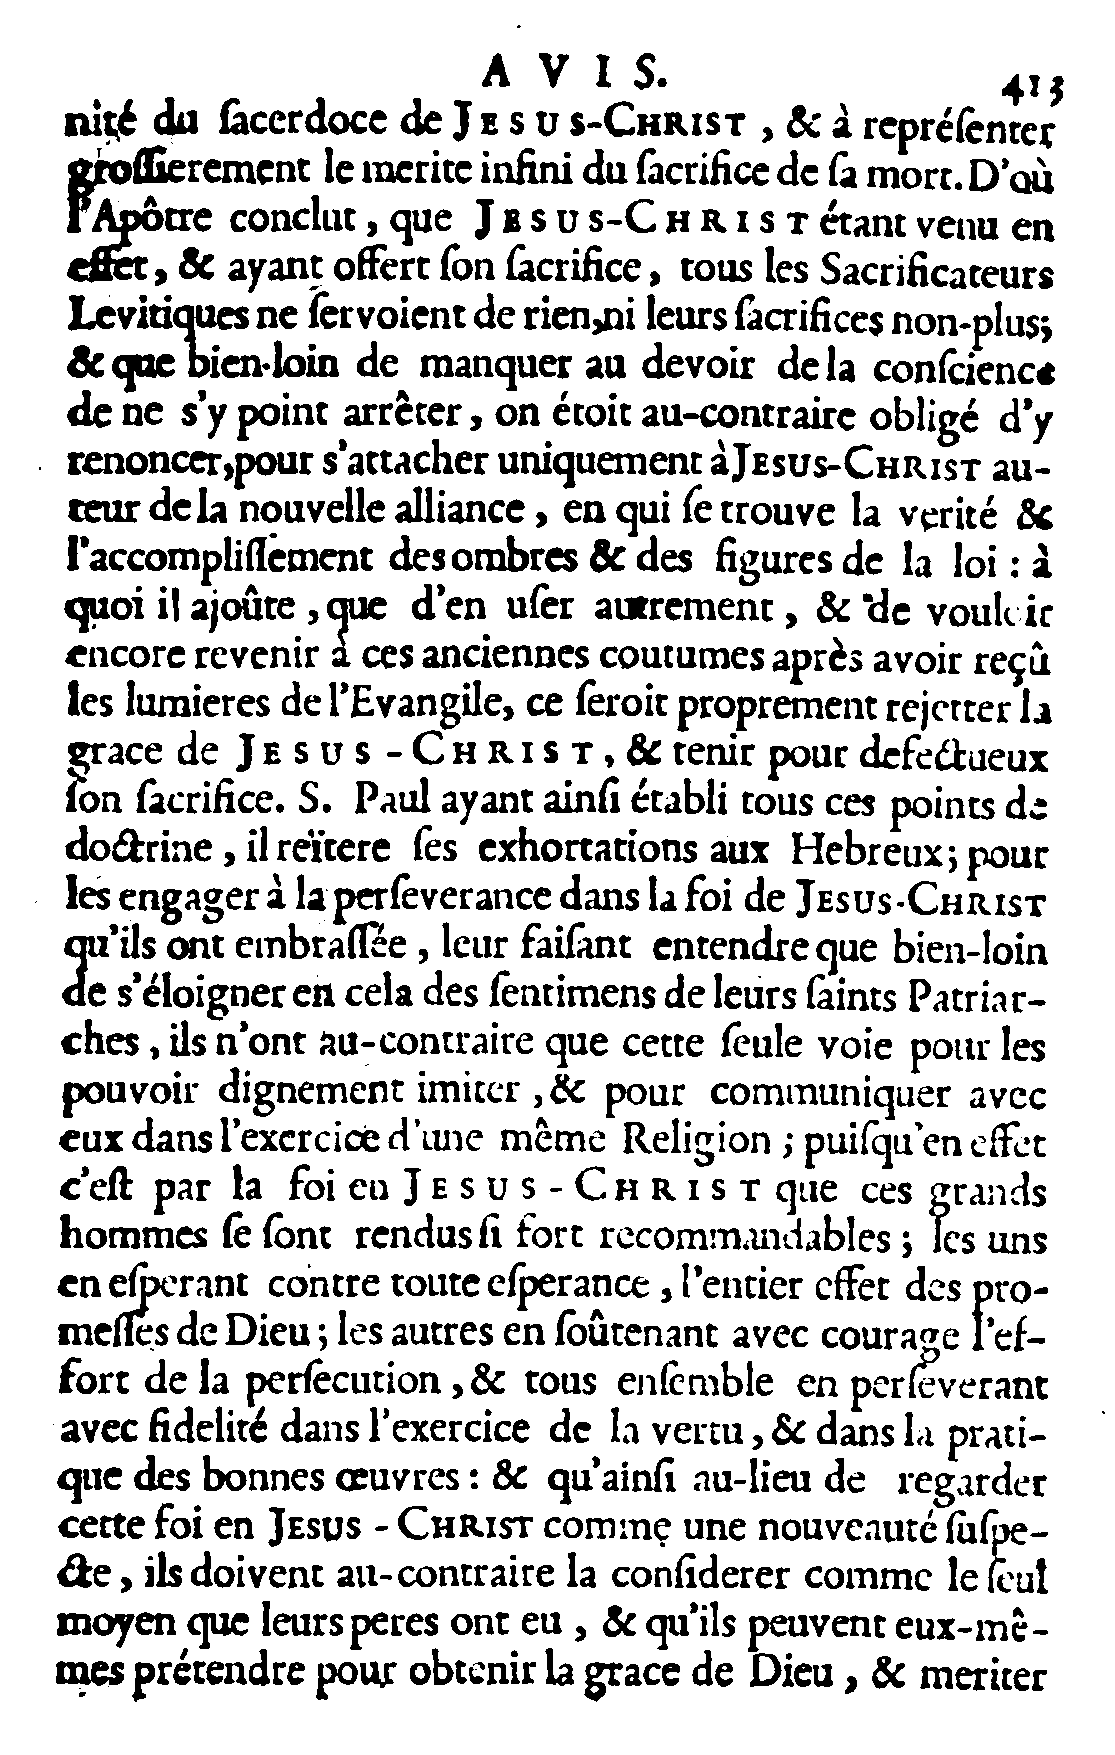 AVIS. 413
nité du ſacerdoce de JESUS-CHRIST, & à repréſenter
groſſierement le merite infini du ſacrifice de ſa mort. D'où
l'Apôtre conclut, que JESUS-CHRIST étant venu en
effet, & ayant offert ſon ſacrifice, tous les Sacrificateurs
Levitiques ne ſervoient de rien, ni leurs ſacrifices non-plus;
& que bien-loin de manquer au devoir de la conſcience
de ne s'y point arrêter, on étoit au-contraire obligé d'y
renoncer, pour s'attacher uniquement à JESUS-CHRIST au-
teur de la nouvelle alliance, en qui ſe trouve la verité &
l'accompliſſement des ombres & des figures de la loi : à
quoi il ajoûte, que d'en uſer autrement, & de vouloir
encore revenir à ces anciennes coutumes après avoir reçû
les lumieres de l'Evangile, ce ſeroit proprement rejetter la
grace de JESUS-CHRIST, & tenir pour defectueux
ſon ſacrifice. S. Paul ayant ainſi établi tous ces points de
doctrine, il reïtere ſes exhortations aux Hebreux; pour
les engager à la perſeverance dans la foi de JESUS-CHRIST
qu'ils ont embraſſée, leur faiſant entendre que bien-loin
de s'éloigner en cela des ſentimens de leurs ſaints Patriar-
ches, ils n'ont au-contraire que cette ſeule voie pour les
pouvoir dignement imiter, & pour communiquer avec
eux dans l'exercice d'une même Religion ; puiſqu'en effet
c'eſt par la foi en JESUS-CHRIST que ces grands
hommes ſe ſont rendus ſi fort recommandables ; les uns
en eſperant contre toute eſperance, l'entier effet des pro-
meſſes de Dieu ; les autres en ſoûtenant avec courage l'ef-
fort de la perſecution, & tous enſemble en perſeverant
avec fidelité dans l'exercice de la vertu, & dans la prati-
que des bonnes œuvres : & qu'ainſi au-lieu de regarder
cette foi en JESUS-CHRIST comme une nouveauté ſuſpe-
cte, ils doivent au-contraire la conſiderer comme le ſeul
moyen que leurs peres ont eu, & qu'ils peuvent eux-mê-
mes prétendre pour obtenir la grace de Dieu, & meriter